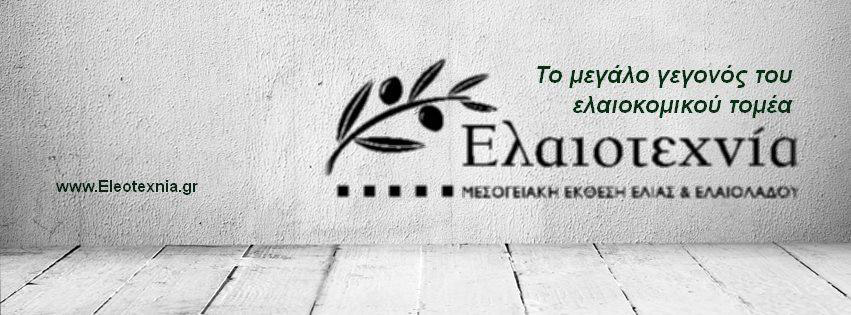 Το μεγάλο γεγονός του
ελαιοκομικού τομέα
Ελαιοτεχνία
www.Eleotexnia.gr
ΜΕΣΟΓΕΙΑΚΗ ΕΚΘΕΣΗ ΕΛΙΑΣ & ΕΛΑΙΟΛΑΔΟΥ